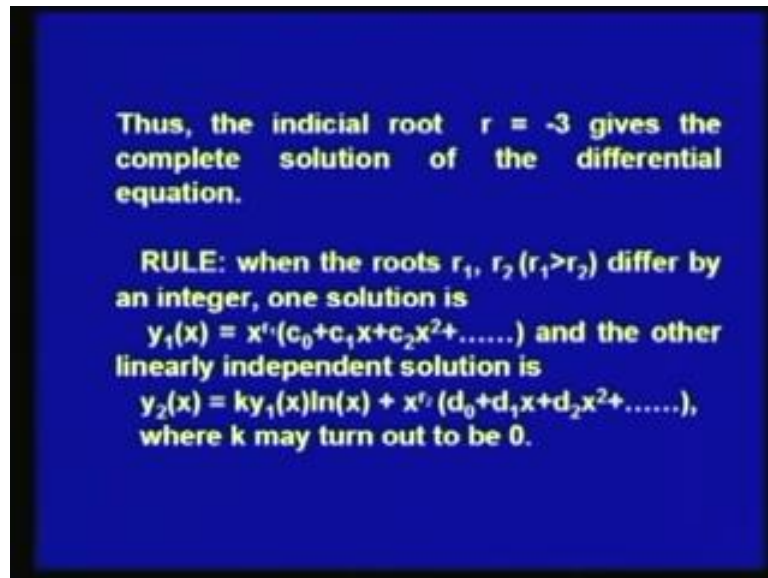 Thus, the indicial root r = -3 gives the
complete solution of the differential
equation.
RULE: when the roots r₁, r₂ (r₁>r₂) differ by
an integer, one solution is
y₁(x) = xʳ₁(c₀+c₁x+c₂x²+......) and the other
linearly independent solution is
y₂(x) = ky₁(x)ln(x) + xʳ₂ (d₀+d₁x+d₂x²+......),
where k may turn out to be 0.